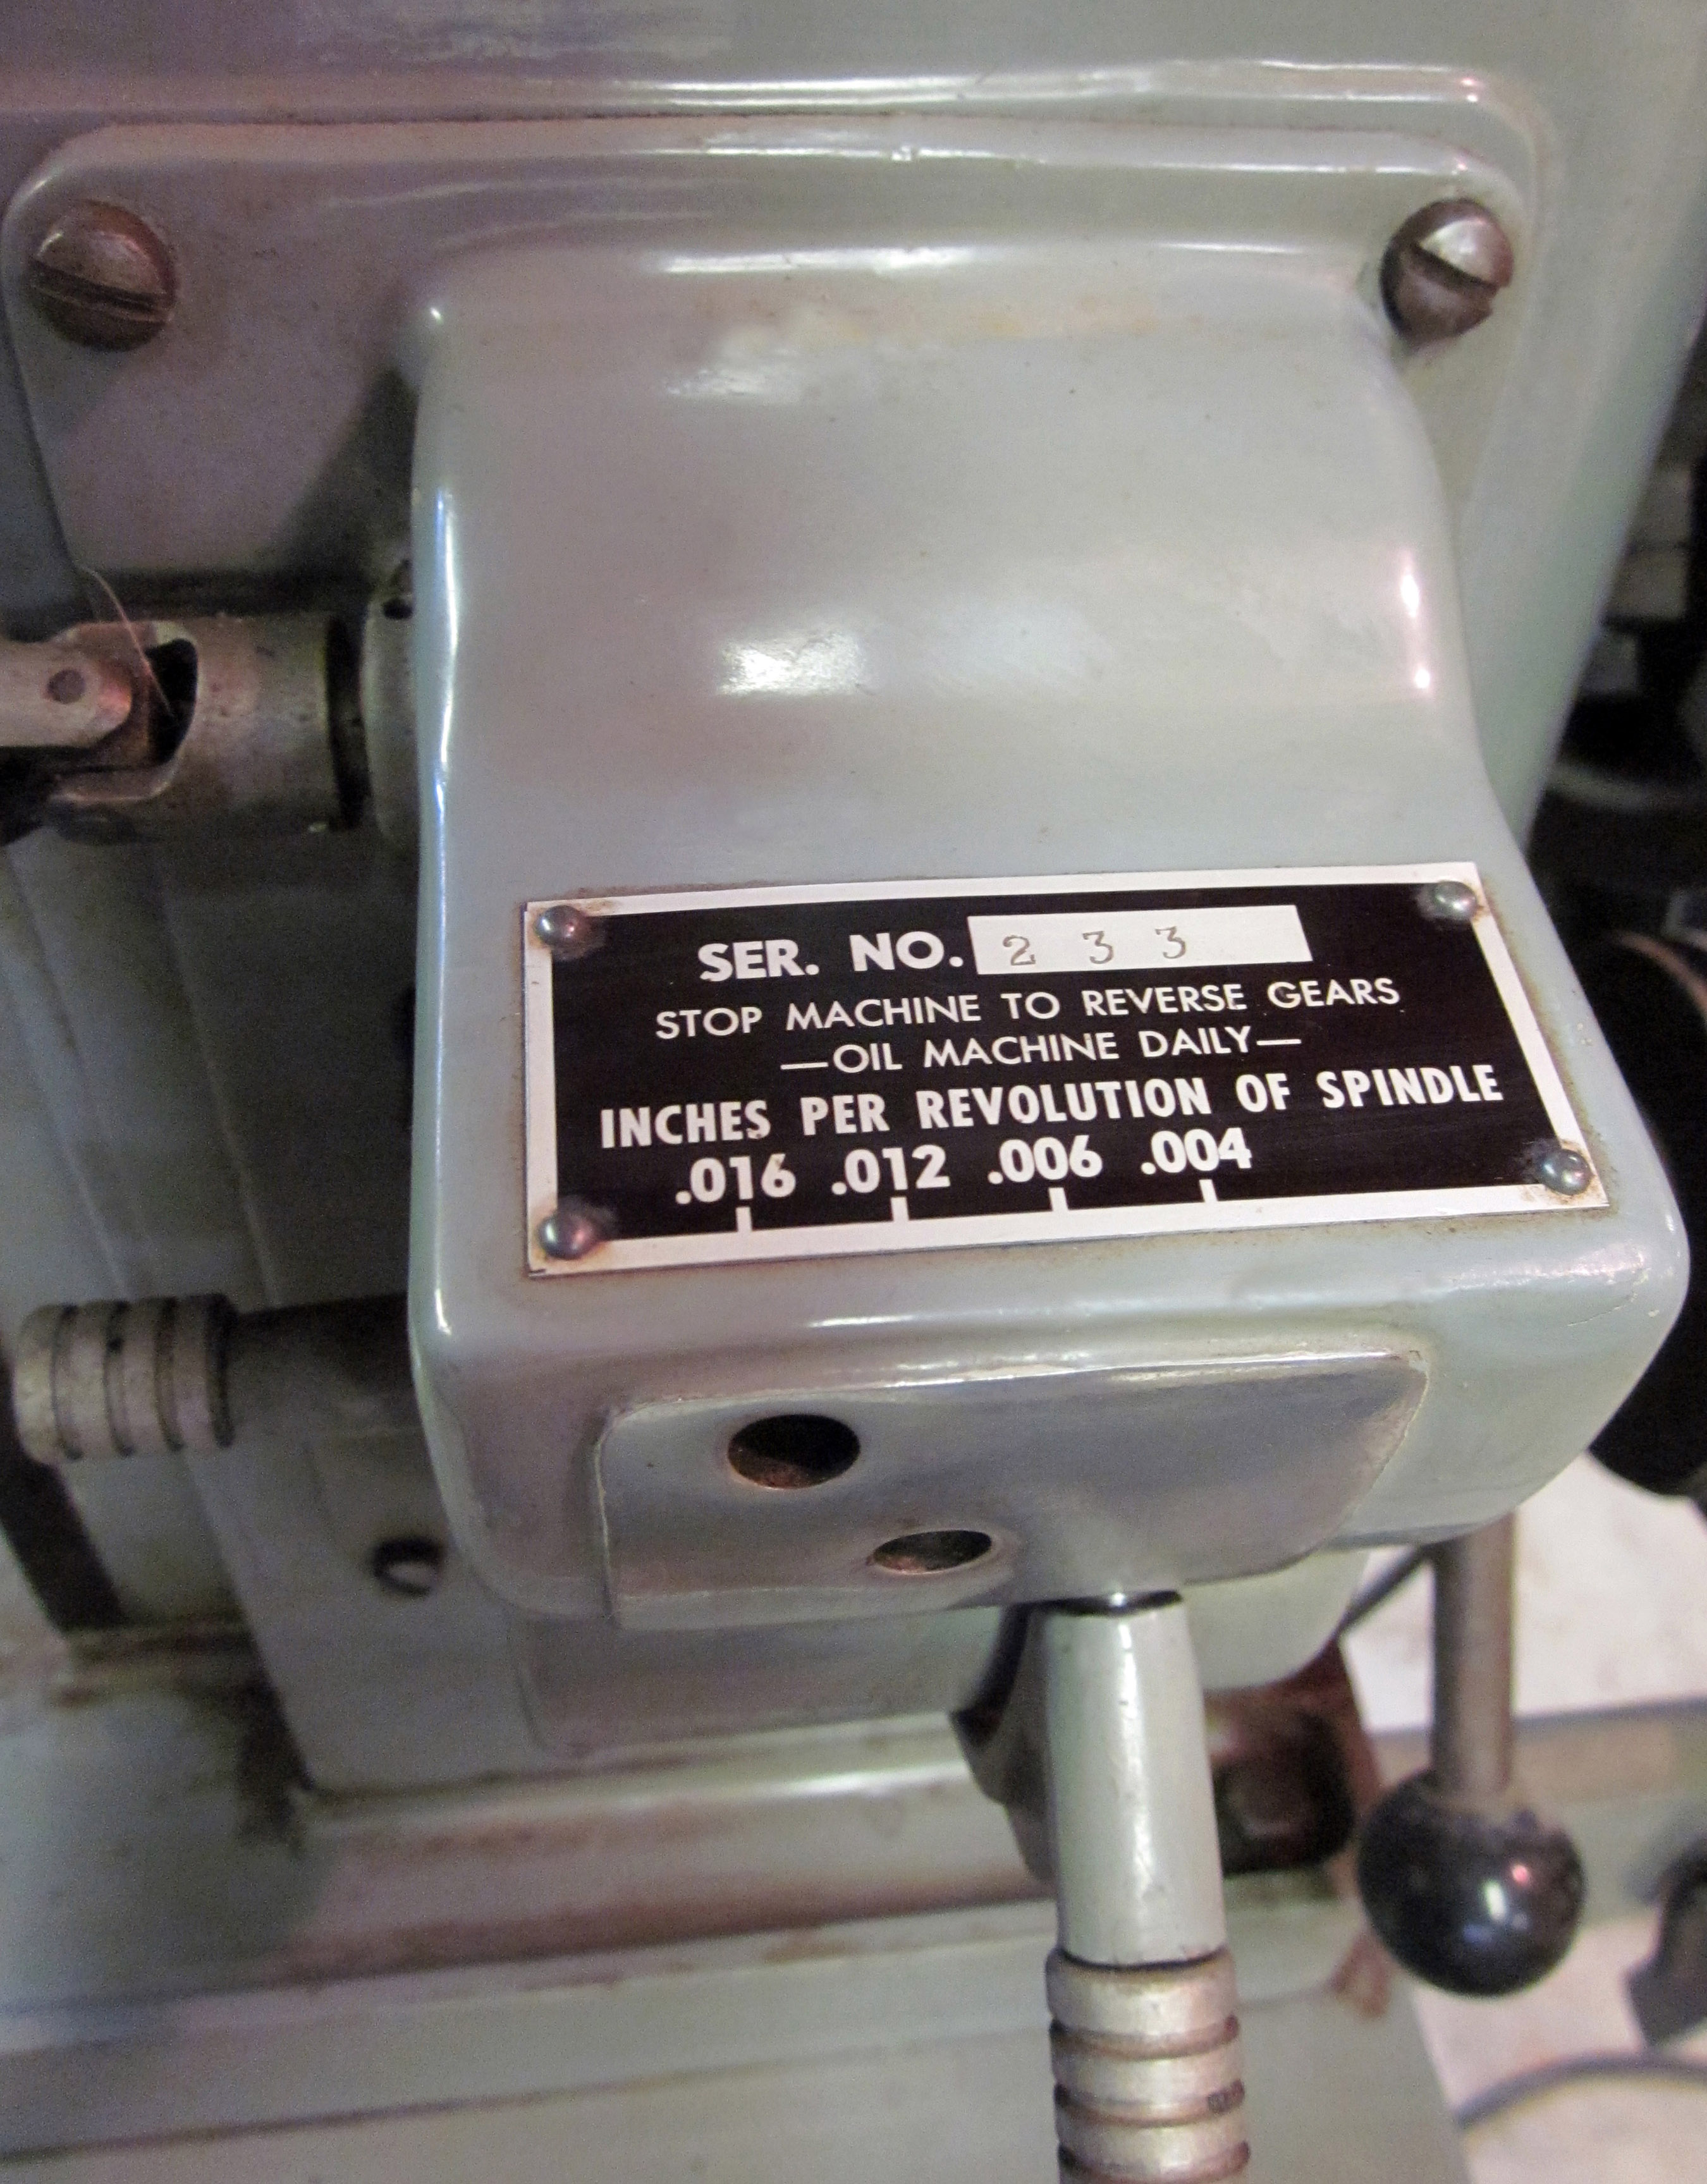 SER. NO. 2 3 3
STOP MACHINE TO REVERSE GEARS
—OIL MACHINE DAILY—
INCHES PER REVOLUTION OF SPINDLE
.016 .012 .006 .004